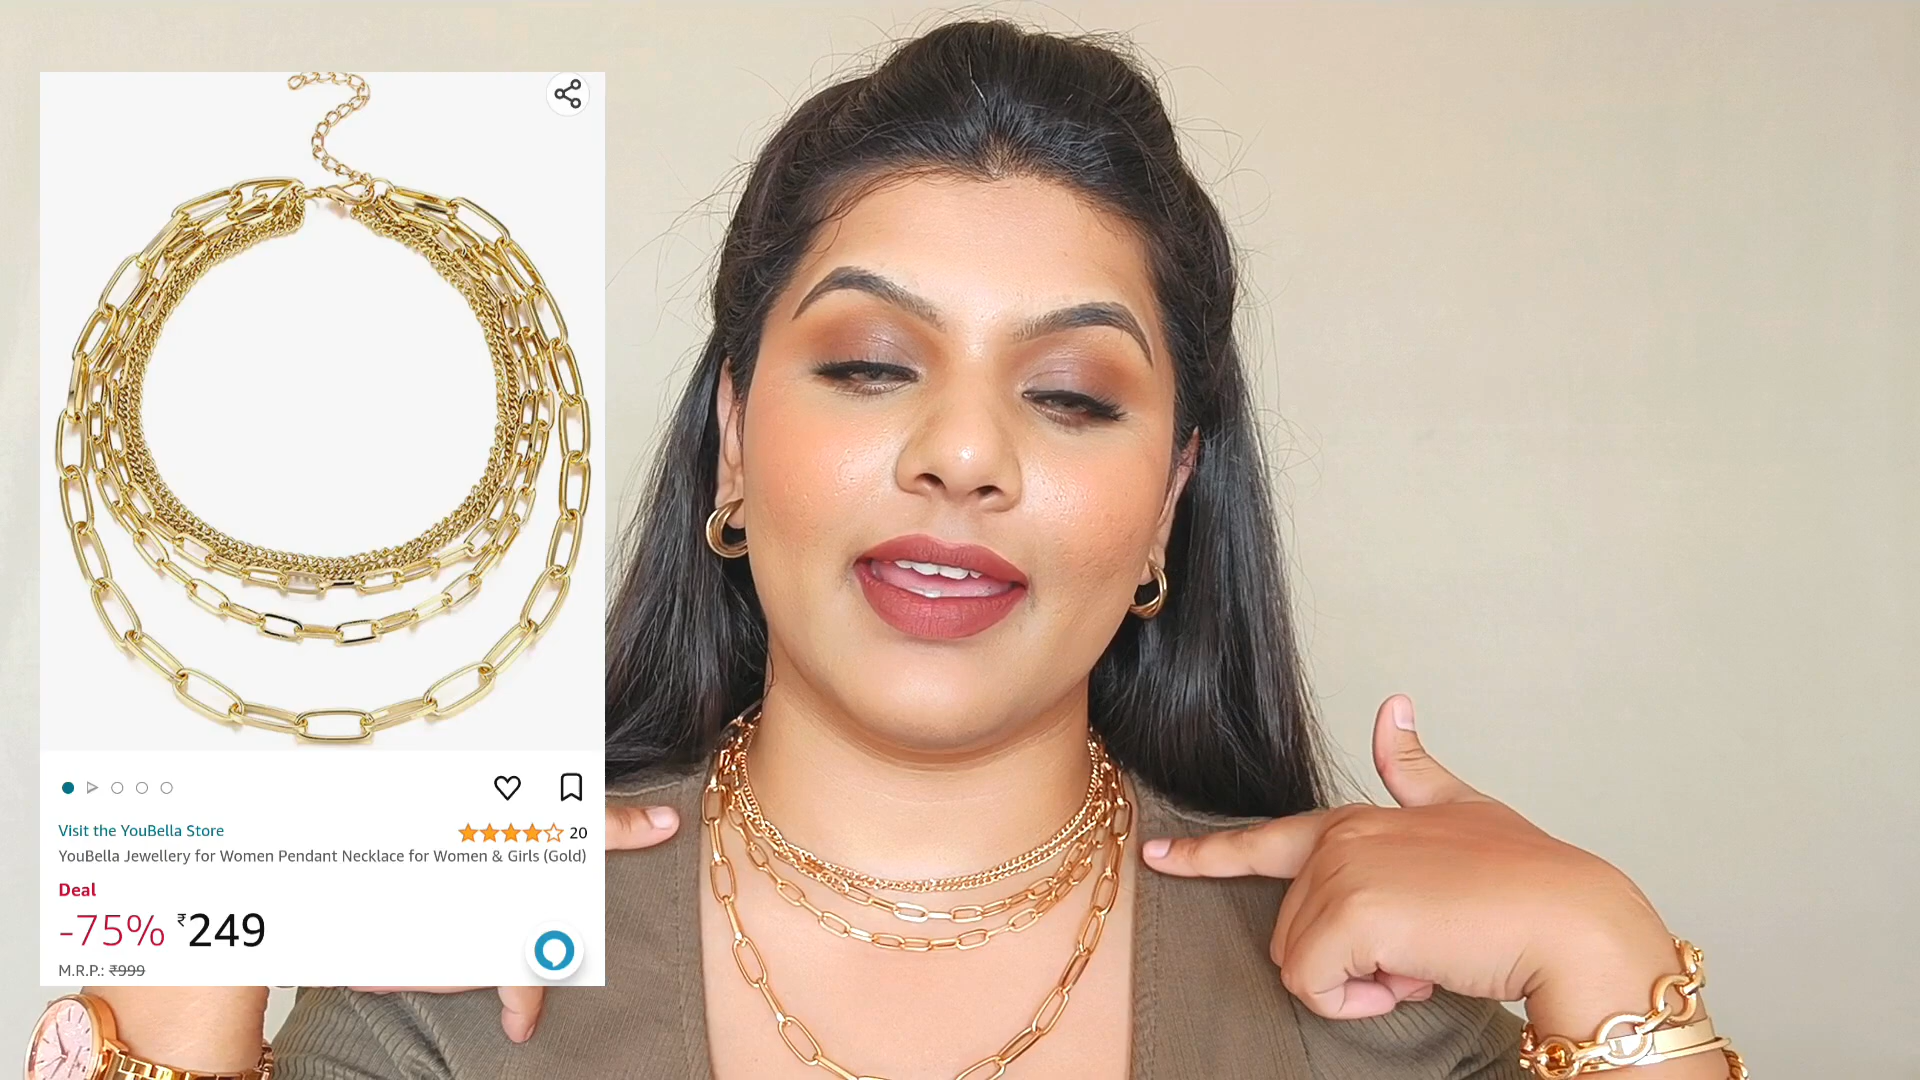 Visit the YouBella Store
20
YouBella Jewellery for Women Pendant Necklace for Women & Girls (Gold)
Deal
-75% ₹249
M.R.P.: ₹999